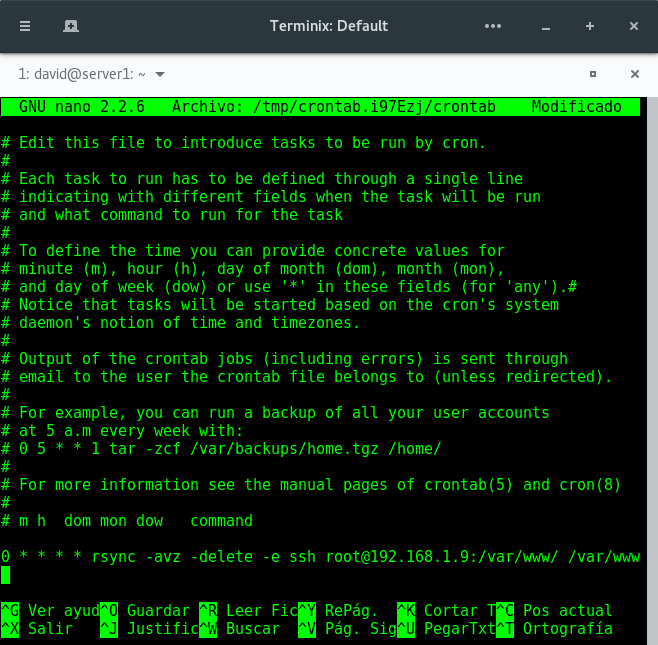 Terminix: Default
1: david@server1: ~
GNU nano 2.2.6 Archivo: /tmp/crontab.i97Ezj/crontab Modificado
# Edit this file to introduce tasks to be run by cron.
#
# Each task to run has to be defined through a single line
# indicating with different fields when the task will be run
# and what command to run for the task
#
# To define the time you can provide concrete values for
# minute (m), hour (h), day of month (dom), month (mon),
# and day of week (dow) or use '*' in these fields (for 'any').#
# Notice that tasks will be started based on the cron's system
# daemon's notion of time and timezones.
#
# Output of the crontab jobs (including errors) is sent through
# email to the user the crontab file belongs to (unless redirected).
#
# For example, you can run a backup of all your user accounts
# at 5 a.m every week with:
# 0 5 * * 1 tar -zcf /var/backups/home.tgz /home/
#
# For more information see the manual pages of crontab(5) and cron(8)
#
# m h  dom mon dow   command
0 * * * * rsync -avz -delete -e ssh root@192.168.1.9:/var/www/ /var/www
^G Ver ayud^O Guardar ^R Leer Fic^Y RePág. ^K Cortar T^C Pos actual
^X Salir ^J Justific^W Buscar ^V Pág. Sig^U PegarTxt^T Ortografía